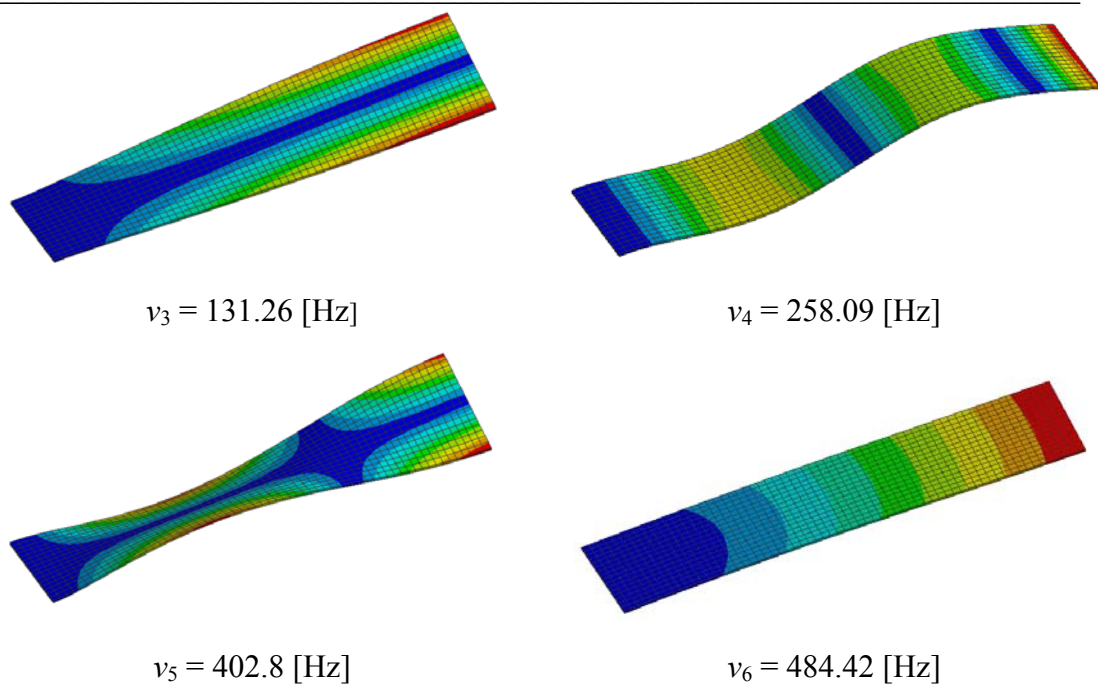 v₃ = 131.26 [Hz]
v₄ = 258.09 [Hz]
v₅ = 402.8 [Hz]
v₆ = 484.42 [Hz]